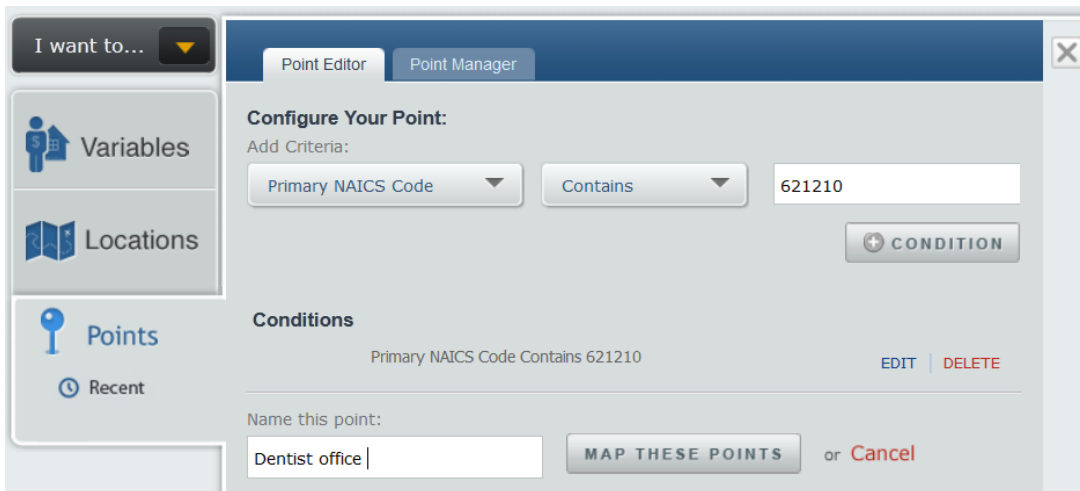 I want to...
Point Editor
Point Manager
Variables
Locations
Points
Recent
Configure Your Point:
Add Criteria:
Primary NAICS Code
Contains
621210
CONDITION
Conditions
Primary NAICS Code Contains 621210
EDIT | DELETE
Name this point:
Dentist office
MAP THESE POINTS
or Cancel